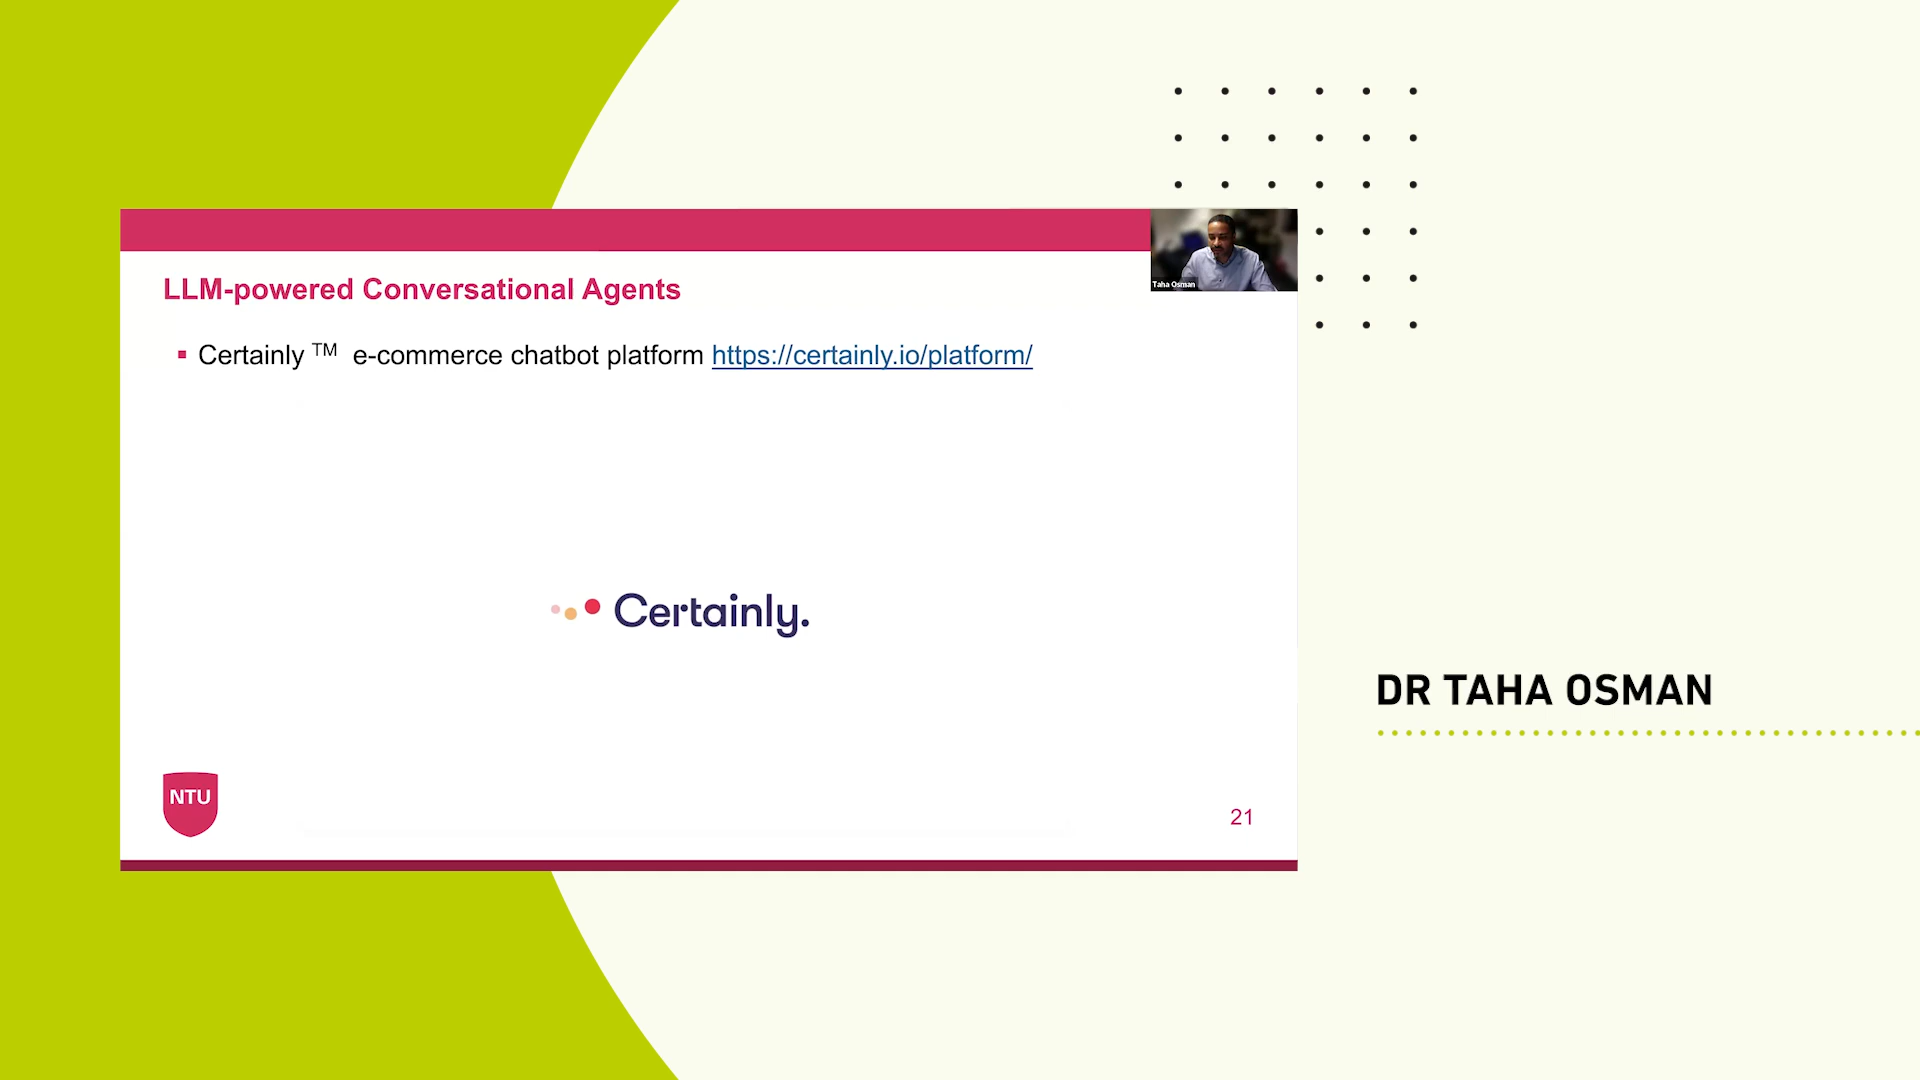 Taha Osman
LLM-powered Conversational Agents
Certainly TM e-commerce chatbot platform https://certainly.io/platform/
Certainly.
DR TAHA OSMAN
NTU
21